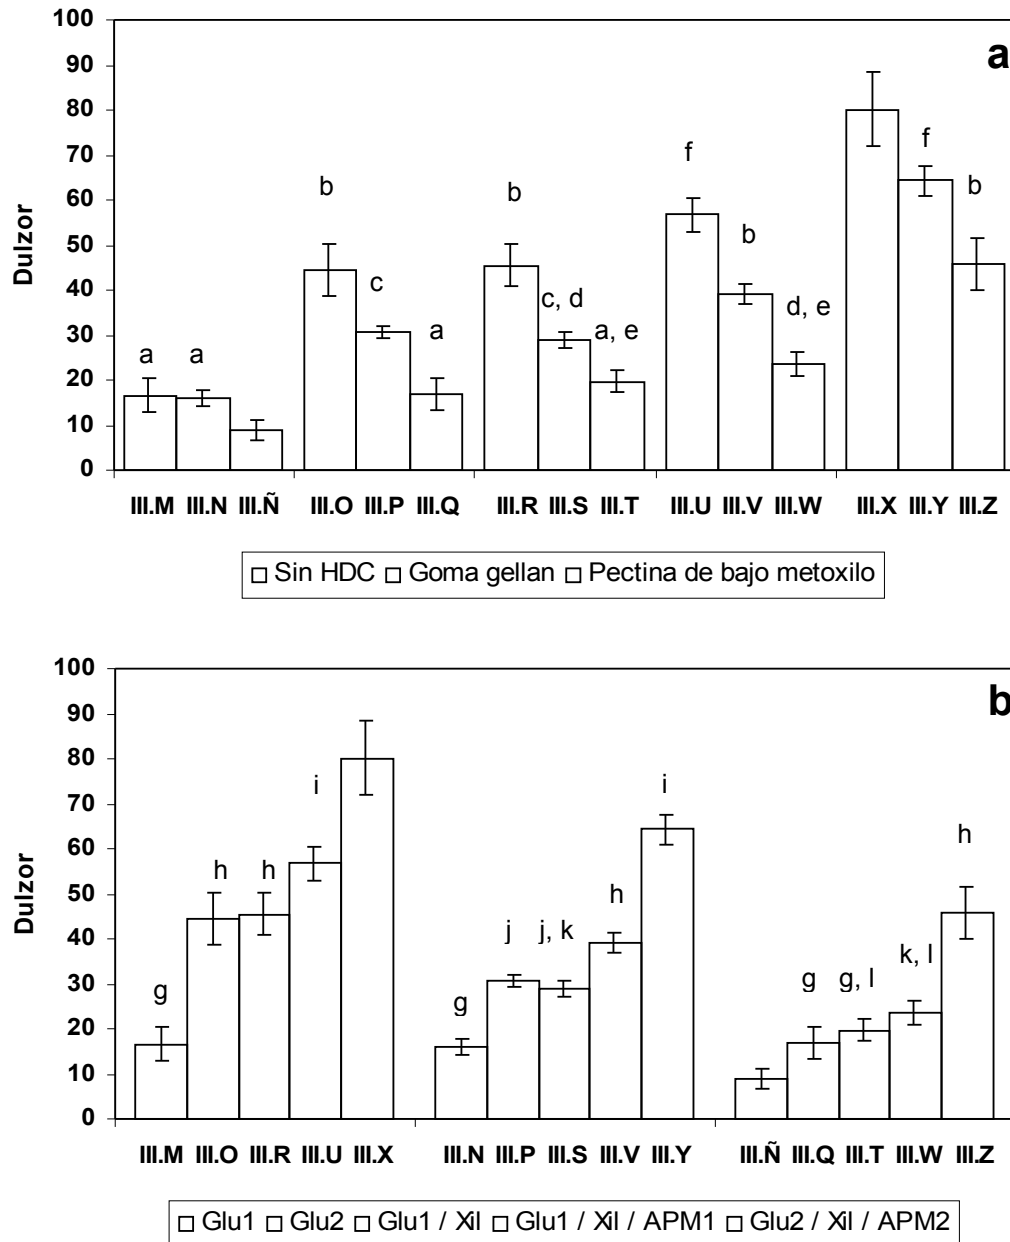 100
a
90
80
f
70
f
b
b
b
60
Dulzor
50
b
c
40
c, d
d, e
a
a, e
30
a
a
20
10
0
III.M III.N III.Ñ III.O III.P III.Q III.R III.S III.T III.U III.V III.W III.X III.Y III.Z
Sin HDC Goma gellan Pectina de bajo metoxilo
100
b
90
80
i
i
70
60
h
h
h
h
Dulzor
50
j
j, k
40
k, l
g
g
g, l
30
g
20
10
0
III.M III.O III.R III.U III.X III.N III.P III.S III.V III.Y III.Ñ III.Q III.T III.W III.Z
Glu1 Glu2 Glu1 / Xil Glu1 / Xil / APM1 Glu2 / Xil / APM2